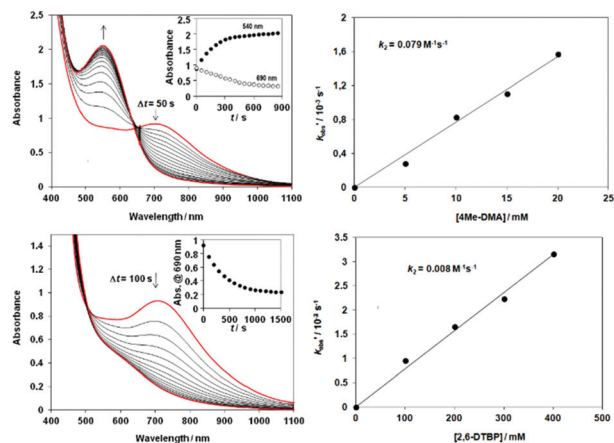 2.5
2
1.5
1
0.5
0
Absorbance
400 500 600 700 800 900 1000 1100
Wavelength / nm
Δt = 50 s
2.5
2
1.5
1
0.5
0
Absorbance
540 nm
690 nm
0 300 600 900
t / s
2
1,6
1,2
0,8
0,4
0
k_obs' / 10⁻³ s⁻¹
k₂ = 0.079 M⁻¹s⁻¹
0 5 10 15 20 25
[4Me-DMA] / mM
1.4
1.2
1
0.8
0.6
0.4
0.2
0
Absorbance
400 500 600 700 800 900 1000 1100
Wavelength / nm
Δt = 100 s
1
0.8
0.6
0.4
0.2
0
Abs. @ 690 nm
0 500 1000 1500
t / s
3.5
3
2.5
2
1.5
1
0.5
0
k_obs' / 10⁻³ s⁻¹
k₂ = 0.008 M⁻¹s⁻¹
0 100 200 300 400 500
[2,6-DTBP] / mM